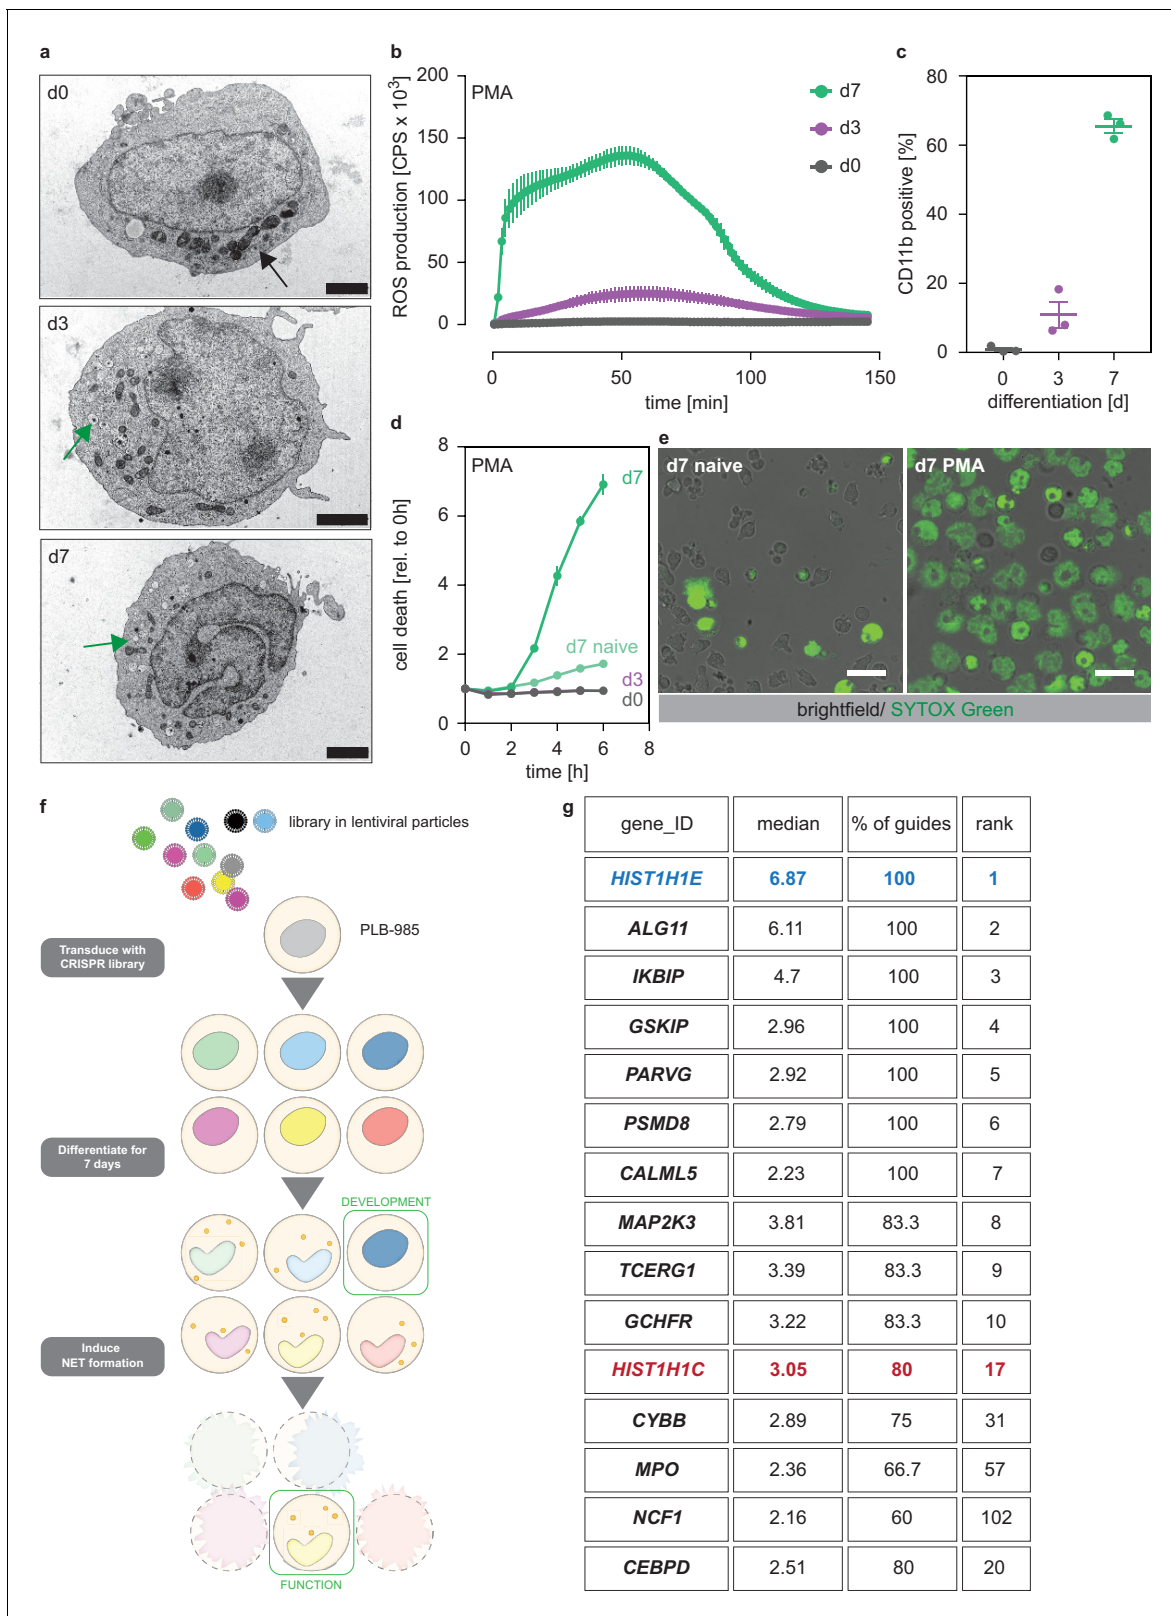 a
d0
d3
d7
b
PMA
ROS production [CPS x 10³]
200
150
100
50
0
0
50
100
150
time [min]
d7
d3
d0
c
CD11b positive [%]
80
60
40
20
0
0
3
7
differentiation [d]
d
PMA
cell death [rel. to 0h]
8
6
4
2
0
0
2
4
6
8
time [h]
d7
d7 naive
d3
d0
e
d7 naive
d7 PMA
brightfield/ SYTOX Green
f
library in lentiviral particles
PLB-985
Transduce with
CRISPR library
Differentiate for
7 days
DEVELOPMENT
Induce
NET formation
FUNCTION
g
gene_ID median % of guides rank
HIST1H1E 6.87 100 1
ALG11 6.11 100 2
IKBIP 4.7 100 3
GSKIP 2.96 100 4
PARVG 2.92 100 5
PSMD8 2.79 100 6
CALML5 2.23 100 7
MAP2K3 3.81 83.3 8
TCERG1 3.39 83.3 9
GCHFR 3.22 83.3 10
HIST1H1C 3.05 80 17
CYBB 2.89 75 31
MPO 2.36 66.7 57
NCF1 2.16 60 102
CEBPD 2.51 80 20